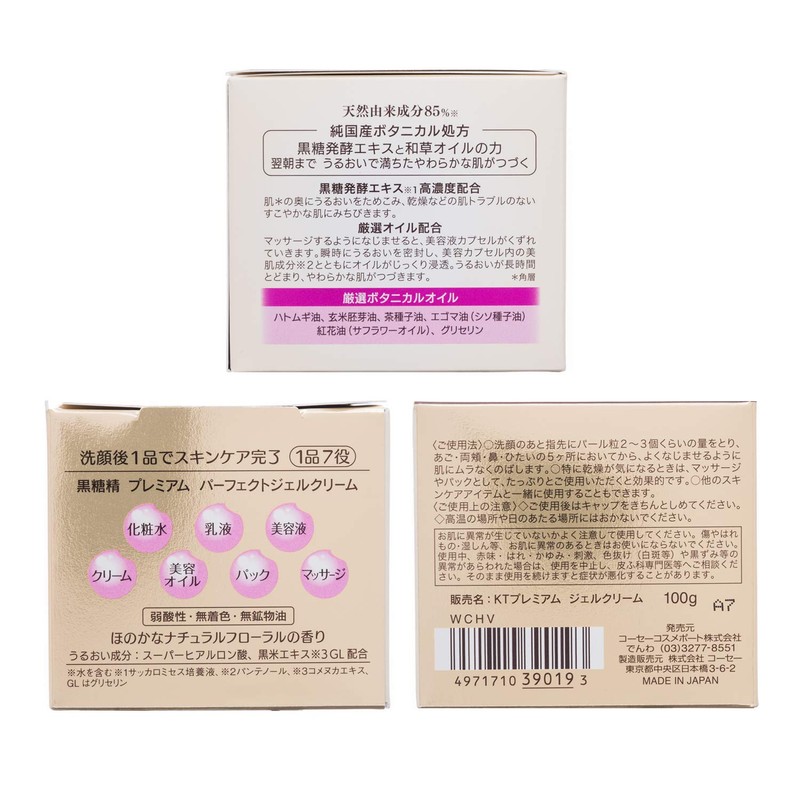 天然由来成分85%※
純国産ボタニカル処方
黒糖発酵エキスと和草オイルの力
翌朝まで うるおいで満ちたやわらかな肌がつづく
黒糖発酵エキス※1高濃度配合
肌＊の奥にうるおいをためこみ、乾燥などの肌トラブルのない
すこやかな肌にみちびきます。
厳選オイル配合
マッサージするようになじませると、美容液カプセルがくずれ
ていきます。瞬時にうるおいを密封し、美容カプセル内の美
肌成分※2とともにオイルがじっくり浸透。うるおいが長時間
とどまり、やわらかな肌がつづきます。 ＊角層
厳選ボタニカルオイル
ハトムギ油、玄米胚芽油、茶種子油、エゴマ油（シソ種子油）
紅花油（サフラワーオイル）、グリセリン
洗顔後1品でスキンケア完了 1品7役
黒糖精 プレミアム パーフェクトジェルクリーム
化粧水 乳液 美容液
クリーム 美容オイル パック マッサージ
弱酸性・無着色・無鉱物油
ほのかなナチュラルフローラルの香り
うるおい成分：スーパーヒアルロン酸、黒米エキス※3 GL配合
※水を含む ※1サッカロミセス培養液、※2パンテノール、※3コメヌカエキス、
GLはグリセリン
〈ご使用法〉○洗顔のあと指先にパール粒2〜3個くらいの量をとり、
あご・両頬・鼻・ひたいの5ヶ所においてから、よくなじませるように
肌にムラなくのばします。○特に乾燥が気になるときは、マッサージ
やパックとして、たっぷりとご使用いただくと効果的です。○他のス
キンケアアイテムと一緒に使用することもできます。
〈ご使用上の注意〉◇ご使用後はキャップをきちんとしめてください。
◇高温の場所や日のあたる場所にはおかないでください。
お肌に異常が生じていないかよく注意して使用してください。傷やはれ
もの・湿しん等、お肌に異常のあるときはお使いにならないでください。
使用中、赤味・はれ・かゆみ・刺激、色抜け（白斑等）や黒ずみ等の
異常があらわれた場合は、使用を中止し、皮ふ科専門医等へご相談くだ
さい。そのまま使用を続けますと症状が悪化することがあります。
販売名：KTプレミアム ジェルクリーム 100g A7
WCHV
発売元
コーセーコスメポート株式会社
でんわ (03)3277-8551
製造販売元 株式会社 コーセー
東京都中央区日本橋3-6-2
MADE IN JAPAN
4971710 39019 3